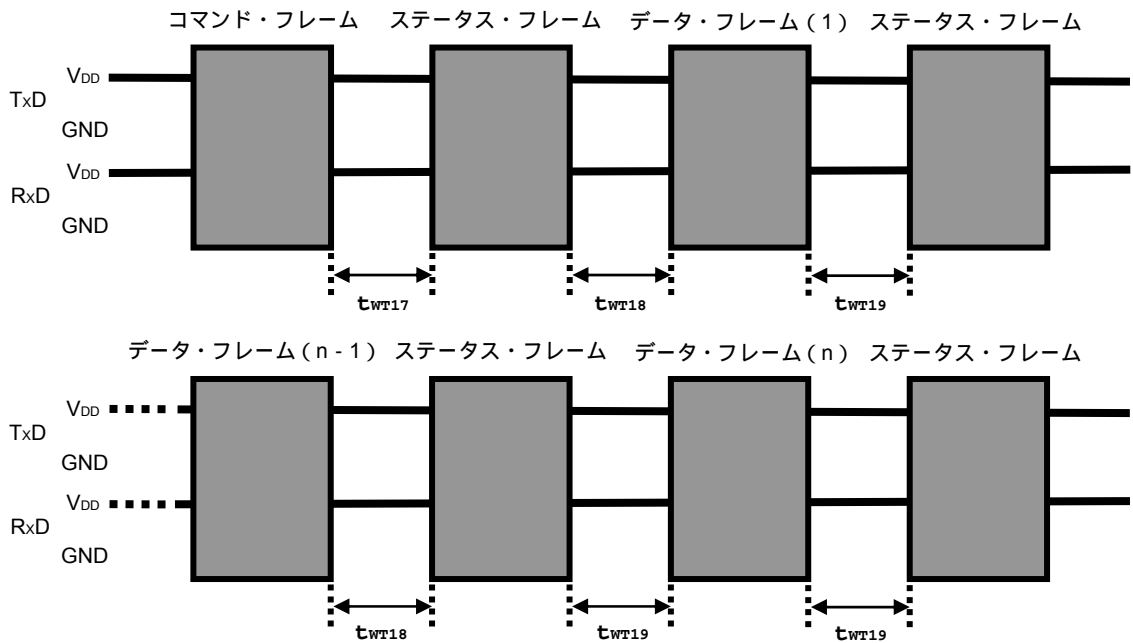 コマンド・フレーム ステータス・フレーム データ・フレーム(1) ステータス・フレーム
VDD
TxD
GND
VDD
RxD
GND
tWT17 tWT18 tWT19
データ・フレーム(n - 1) ステータス・フレーム データ・フレーム(n) ステータス・フレーム
VDD
TxD
GND
VDD
RxD
GND
tWT18 tWT19 tWT19